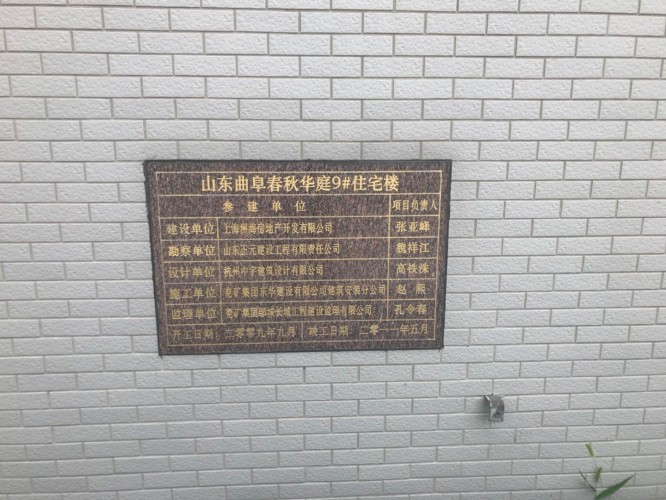 山东曲阜春秋华庭9#住宅楼
参建单位 项目负责人
建设单位 上海洲海房地产开发有限公司 张亚峰
勘察单位 山东正元建设工程有限责任公司 魏祥江
设计单位 杭州中宇建筑设计有限公司 高铁
施工单位 兖矿集团东华建设有限公司建筑安装分公司 赵熙
监理单位 兖矿集团邹城长城工程建设监理有限公司 孔令春
开工日期：二零零九年九月 竣工日期：二零一一年五月